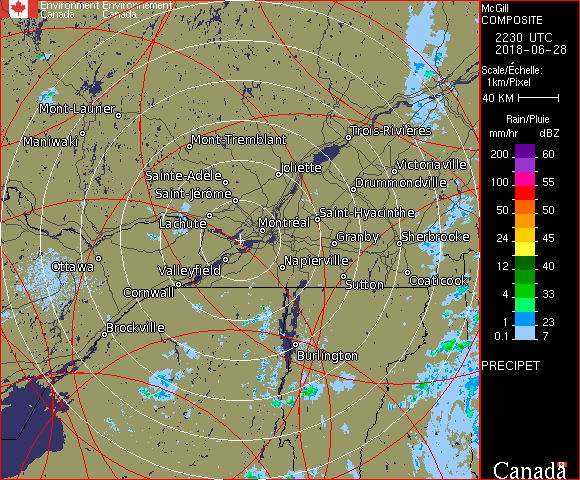 Environment Environnement
Canada Canada
McGill
COMPOSITE
2230 UTC
2018-06-28
Scale/Échelle:
1km/Pixel
40 KM
Rain/Pluie
mm/hr dBZ
200 60
100 55
50 50
24 45
12 40
4 33
2 23
0.1 7
PRECIPET
Canada
Mont-Laurier
Maniwaki
Mont-Tremblant
Trois-Rivières
Joliette
Victoriaville
Sainte-Adèle
Drummondville
Saint-Jérôme
Saint-Hyacinthe
Lachute
Montréal
Granby
Sherbrooke
Ottawa
Valleyfield
Napierville
Sutton
Coaticook
Cornwall
Brockville
Burlington